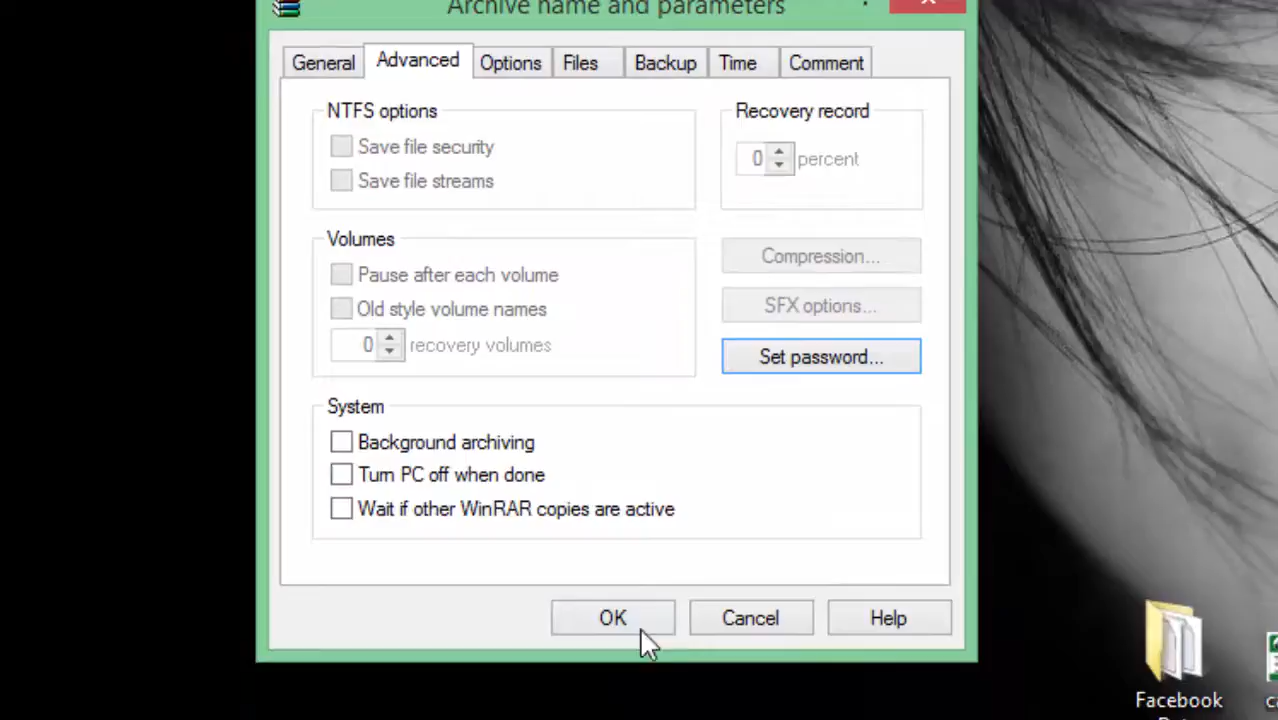 Archive name and parameters
General Advanced Options Files Backup Time Comment
NTFS options
Save file security
Save file streams
Recovery record
0 percent
Volumes
Pause after each volume
Old style volume names
0 recovery volumes
Compression...
SFX options...
Set password...
System
Background archiving
Turn PC off when done
Wait if other WinRAR copies are active
OK Cancel Help
Facebook